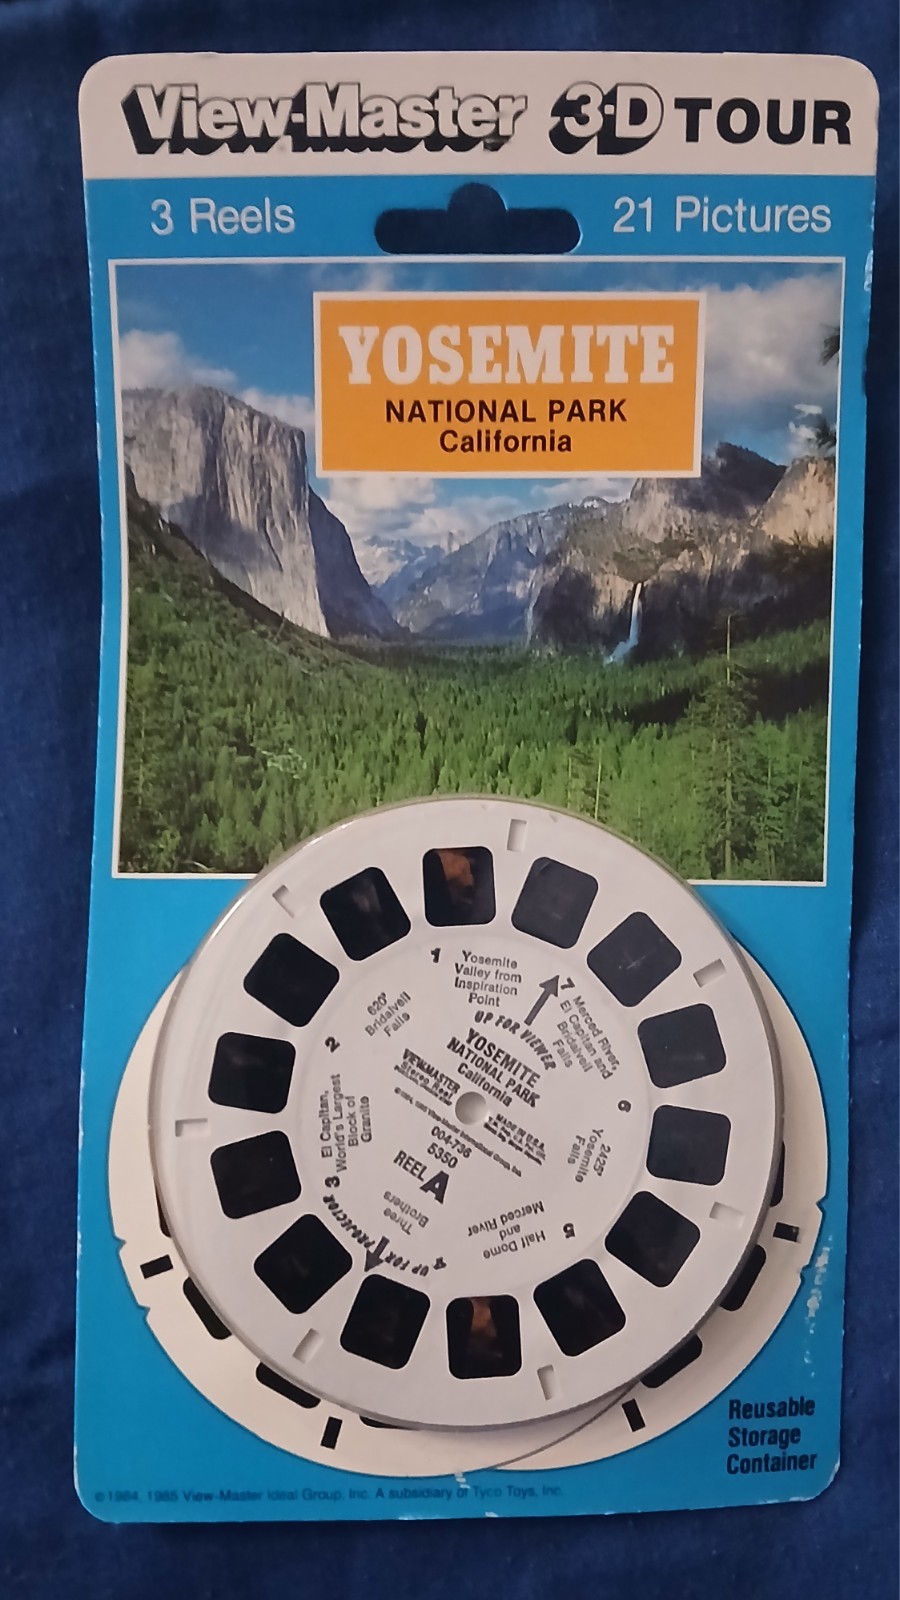 View-Master 3-D TOUR
3 Reels
21 Pictures
YOSEMITE
NATIONAL PARK
California
1
Yosemite
Valley from
Inspiration
Point
2
620'
Bridalveil
Falls
3
El Capitan,
World's Largest
Block of
Granite
4
Three
Brothers
5
Half Dome
and
Merced River
6
2425'
Yosemite
Falls
7
Merced River,
El Capitan and
Bridalveil
Falls
UP FOR VIEWER
YOSEMITE
NATIONAL PARK
California
VIEW-MASTER
Stereo Reel
MADE IN U.S.A.
004-736
5350
REEL A
UP FOR PROJECTOR
Reusable
Storage
Container
©1984, 1985 View-Master Ideal Group, Inc. A subsidiary of Tyco Toys, Inc.